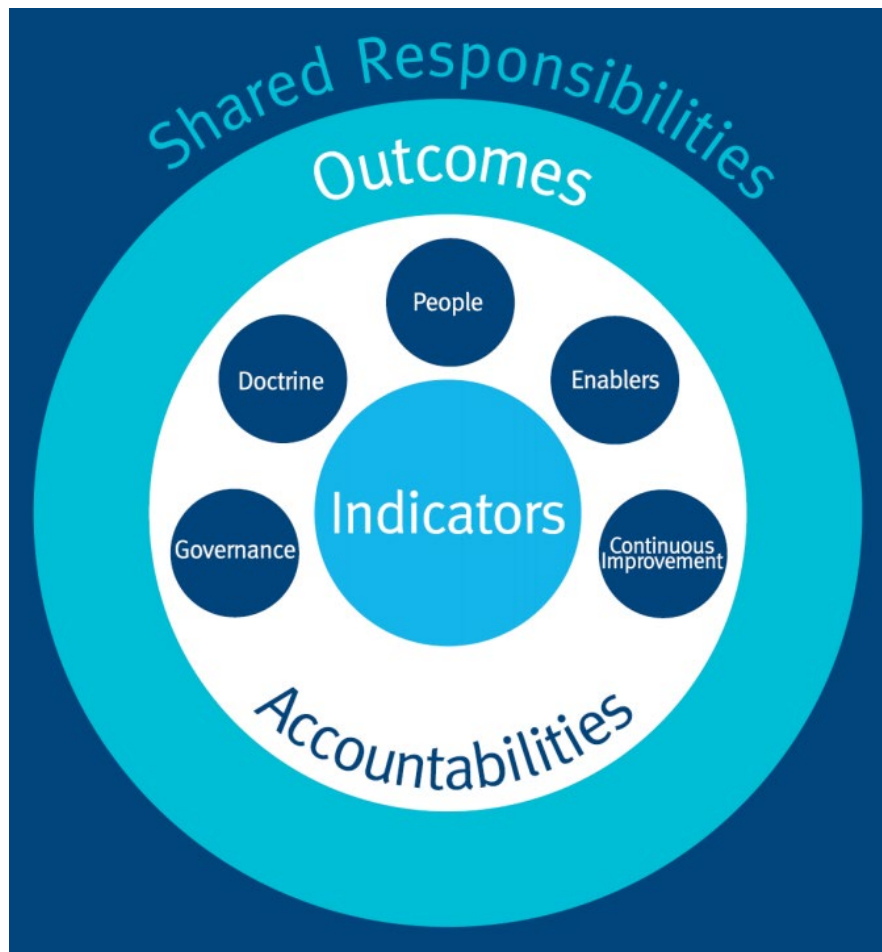 Shared Responsibilities
Outcomes
People
Doctrine
Enablers
Indicators
Governance
Continuous
Improvement
Accountabilities